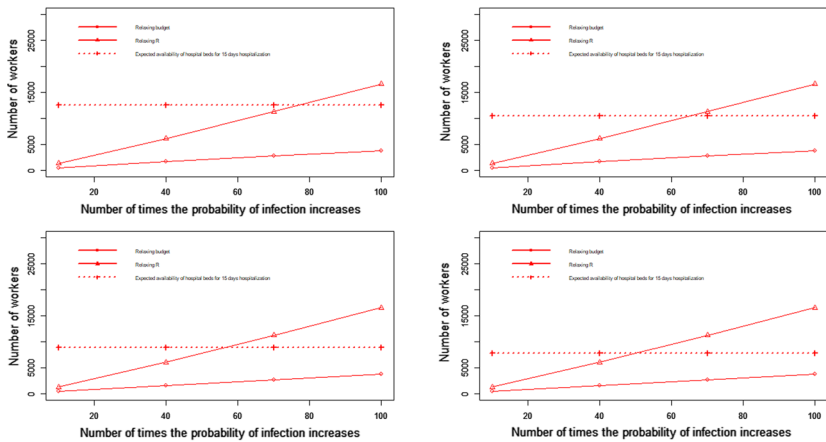 Number of workers
25000
15000
5000
0
Relaxing budget
Relaxing R
Expected availability of hospital beds for 15 days hospitalization
20 40 60 80 100
Number of times the probability of infection increases
Number of workers
25000
15000
5000
0
Relaxing budget
Relaxing R
Expected availability of hospital beds for 15 days hospitalization
20 40 60 80 100
Number of times the probability of infection increases
Number of workers
25000
15000
5000
0
Relaxing budget
Relaxing R
Expected availability of hospital beds for 15 days hospitalization
20 40 60 80 100
Number of times the probability of infection increases
Number of workers
25000
15000
5000
0
Relaxing budget
Relaxing R
Expected availability of hospital beds for 15 days hospitalization
20 40 60 80 100
Number of times the probability of infection increases